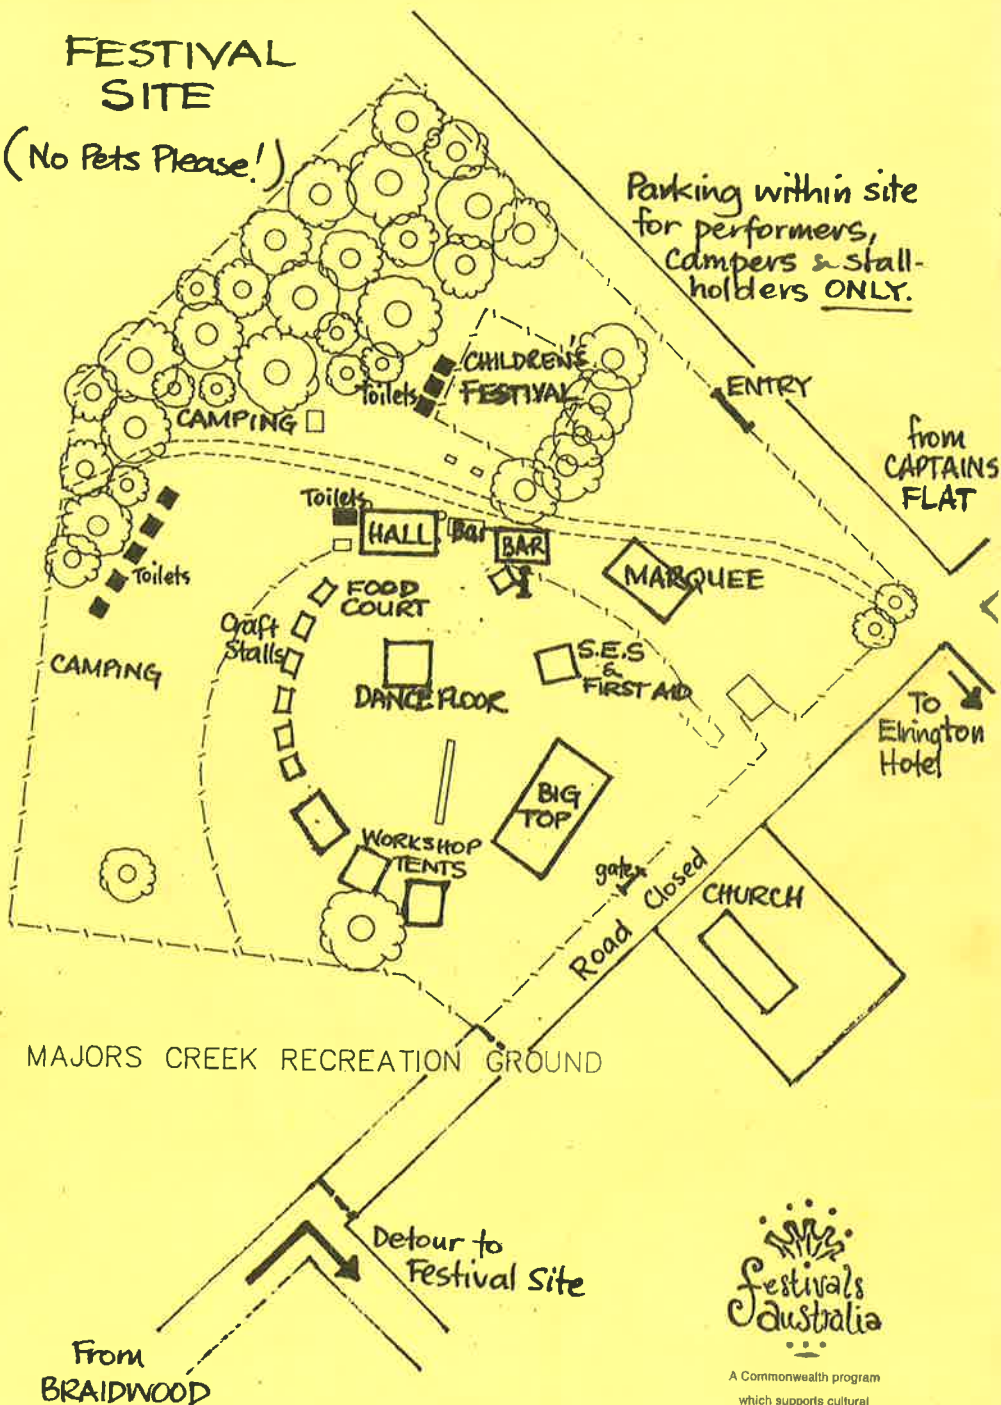 FESTIVAL
SITE
(No Pets Please!)
Parking within site
for performers,
Campers & stall-
holders ONLY.
CHILDREN'S
FESTIVAL
Toilets
CAMPING
ENTRY
from
CAPTAINS
FLAT
Toilets
HALL
Bar
BAR
i
MARQUEE
Toilets
FOOD
COURT
Craft
Stalls
CAMPING
S.E.S
&
FIRST AID
DANCE FLOOR
To
Elrington
Hotel
BIG
TOP
WORKSHOP
TENTS
gate
Road Closed
CHURCH
MAJORS CREEK RECREATION GROUND
Detour to
Festival Site
From
BRAIDWOOD
festivals
australia
A Commonwealth program
which supports cultural